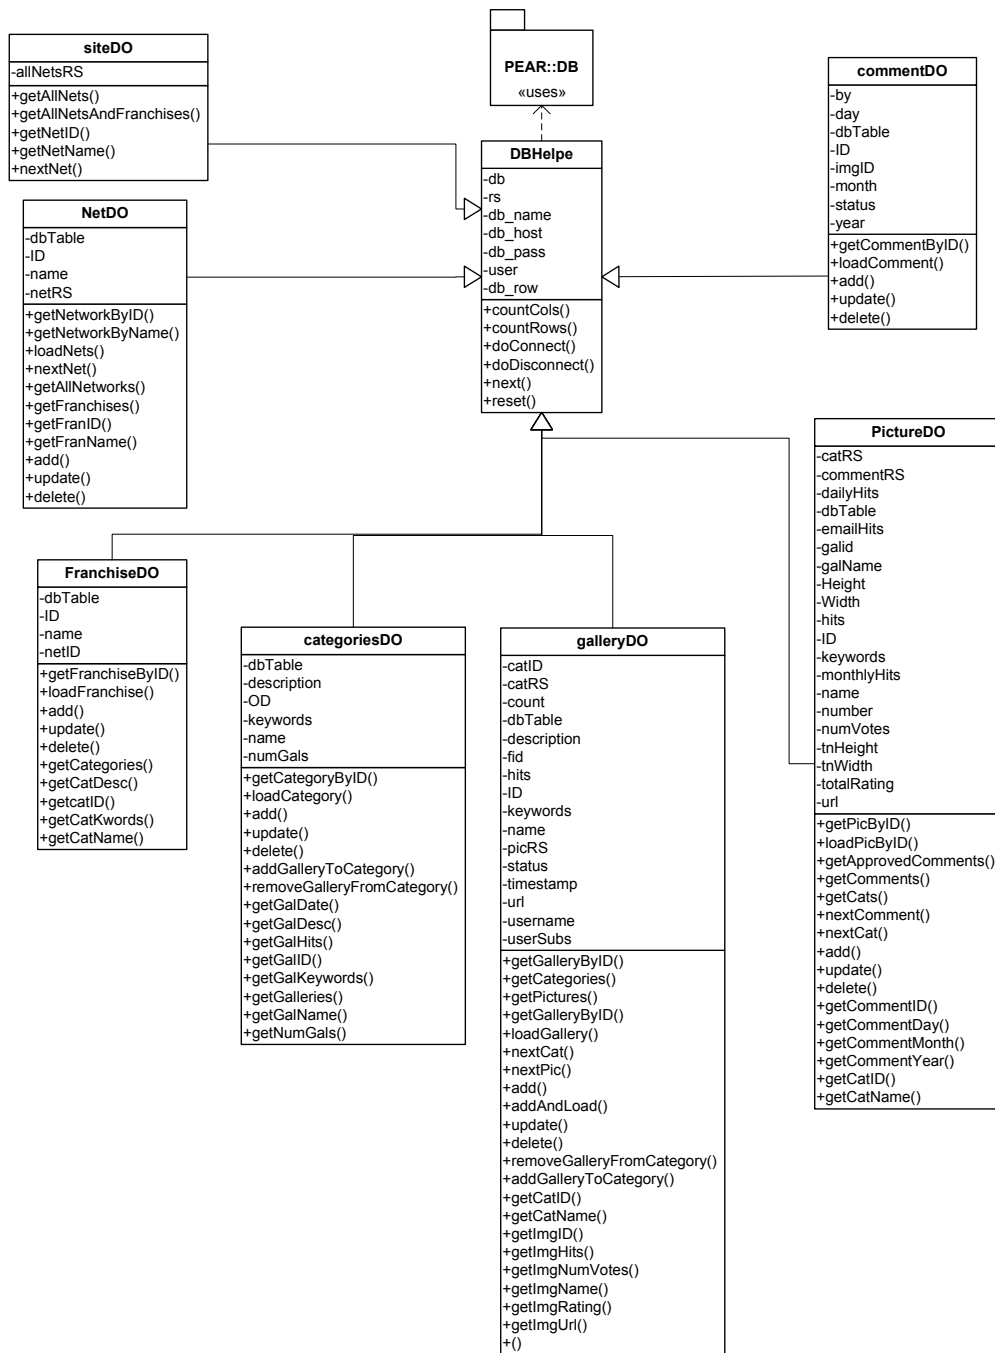 siteDO
-allNetsRS
+getAllNets()
+getAllNetsAndFranchises()
+getNetID()
+getNetName()
+nextNet()
PEAR::DB
«uses»
commentDO
-by
-day
-dbTable
-ID
-imgID
-month
-status
-year
+getCommentByID()
+loadComment()
+add()
+update()
+delete()
DBHelpe
-db
-rs
-db_name
-db_host
-db_pass
-user
-db_row
+countCols()
+countRows()
+doConnect()
+doDisconnect()
+next()
+reset()
NetDO
-dbTable
-ID
-name
-netRS
+getNetworkByID()
+getNetworkByName()
+loadNets()
+nextNet()
+getAllNetworks()
+getFranchises()
+getFranID()
+getFranName()
+add()
+update()
+delete()
PictureDO
-catRS
-commentRS
-dailyHits
-dbTable
-emailHits
-galid
-galName
-Height
-Width
-hits
-ID
-keywords
-monthlyHits
-name
-number
-numVotes
-tnHeight
-tnWidth
-totalRating
-url
+getPicByID()
+loadPicByID()
+getApprovedComments()
+getComments()
+getCats()
+nextComment()
+nextCat()
+add()
+update()
+delete()
+getCommentID()
+getCommentDay()
+getCommentMonth()
+getCommentYear()
+getCatID()
+getCatName()
FranchiseDO
-dbTable
-ID
-name
-netID
+getFranchiseByID()
+loadFranchise()
+add()
+update()
+delete()
+getCategories()
+getCatDesc()
+getcatID()
+getCatKwords()
+getCatName()
categoriesDO
-dbTable
-description
-OD
-keywords
-name
-numGals
+getCategoryByID()
+loadCategory()
+add()
+update()
+delete()
+addGalleryToCategory()
+removeGalleryFromCategory()
+getGalDate()
+getGalDesc()
+getGalHits()
+getGalID()
+getGalKeywords()
+getGalleries()
+getGalName()
+getNumGals()
galleryDO
-catID
-catRS
-count
-dbTable
-description
-fid
-hits
-ID
-keywords
-name
-picRS
-status
-timestamp
-url
-username
-userSubs
+getGalleryByID()
+getCategories()
+getPictures()
+getGalleryByID()
+loadGallery()
+nextCat()
+nextPic()
+add()
+addAndLoad()
+update()
+delete()
+removeGalleryFromCategory()
+addGalleryToCategory()
+getCatID()
+getCatName()
+getImgID()
+getImgHits()
+getImgNumVotes()
+getImgName()
+getImgRating()
+getImgUrl()
+()